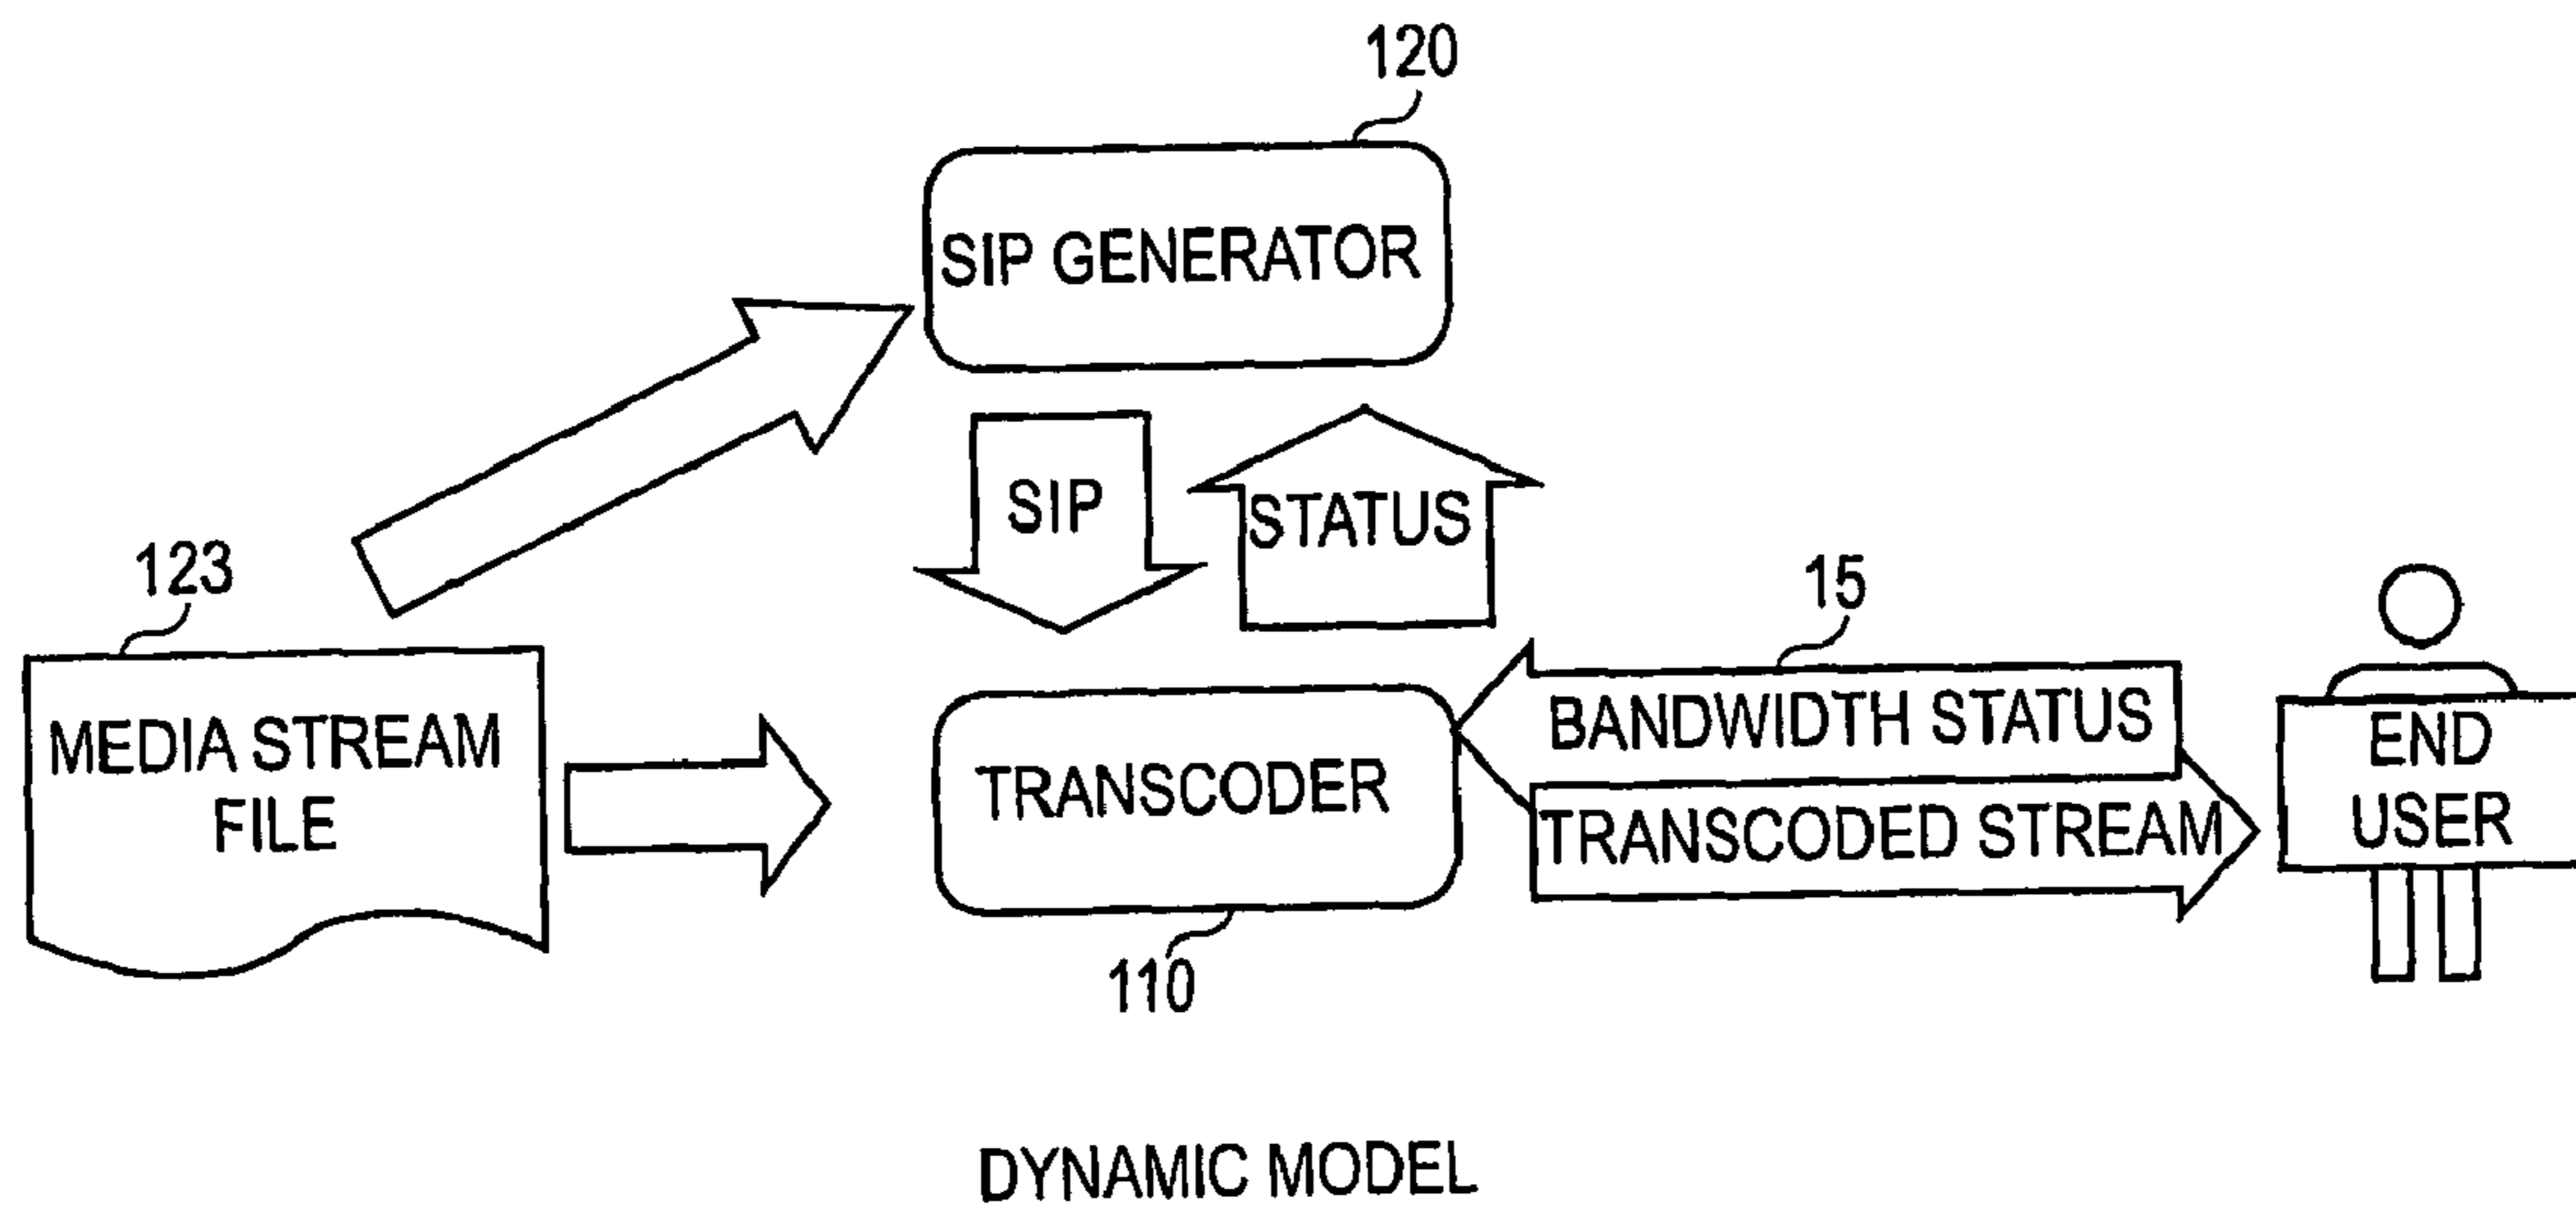 120
SIP GENERATOR
SIP
STATUS
123
15
MEDIA STREAM
FILE
TRANSCODER
BANDWIDTH STATUS
TRANSCODED STREAM
END
USER
110
DYNAMIC MODEL